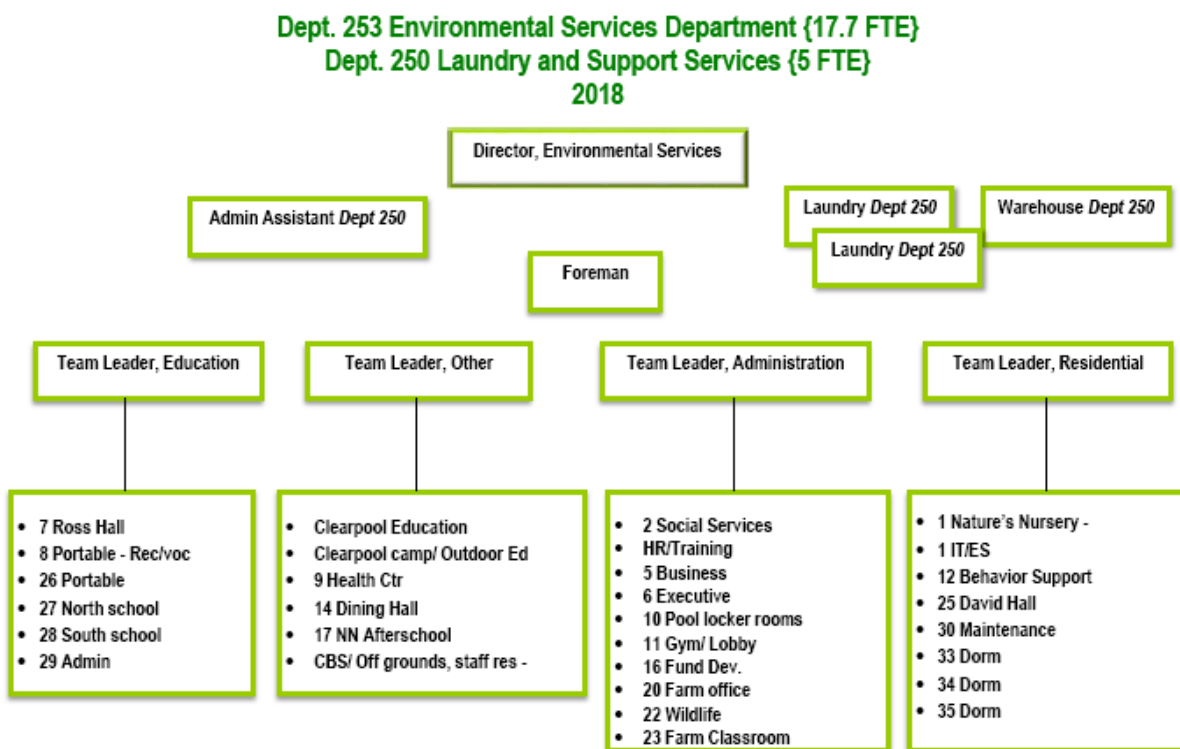 Dept. 253 Environmental Services Department {17.7 FTE}
Dept. 250 Laundry and Support Services {5 FTE}
2018
Director, Environmental Services
Admin Assistant Dept 250
Laundry Dept 250
Warehouse Dept 250
Laundry Dept 250
Foreman
Team Leader, Education
Team Leader, Other
Team Leader, Administration
Team Leader, Residential
• 7 Ross Hall
• 8 Portable - Rec/voc
• 26 Portable
• 27 North school
• 28 South school
• 29 Admin
• Clearpool Education
• Clearpool camp/ Outdoor Ed
• 9 Health Ctr
• 14 Dining Hall
• 17 NN Afterschool
• CBS/ Off grounds, staff res -
• 2 Social Services
• HR/Training
• 5 Business
• 6 Executive
• 10 Pool locker rooms
• 11 Gym/ Lobby
• 16 Fund Dev.
• 20 Farm office
• 22 Wildlife
• 23 Farm Classroom
• 1 Nature's Nursery -
• 1 IT/ES
• 12 Behavior Support
• 25 David Hall
• 30 Maintenance
• 33 Dorm
• 34 Dorm
• 35 Dorm